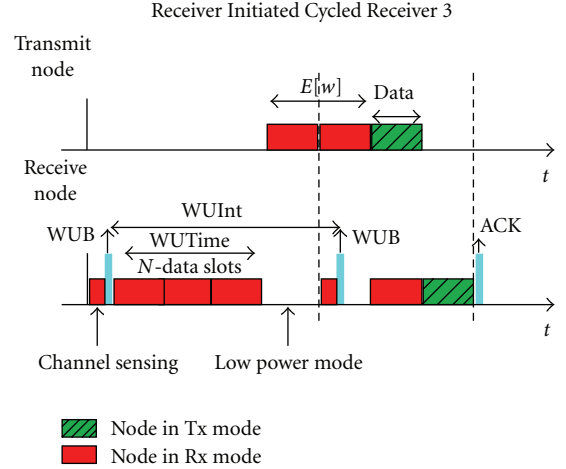 Receiver Initiated Cycled Receiver 3
Transmit
node
E[w]
Data
t
Receive
node
WUInt
WUB
WUTime
WUB
ACK
N-data slots
t
Channel sensing
Low power mode
Node in Tx mode
Node in Rx mode